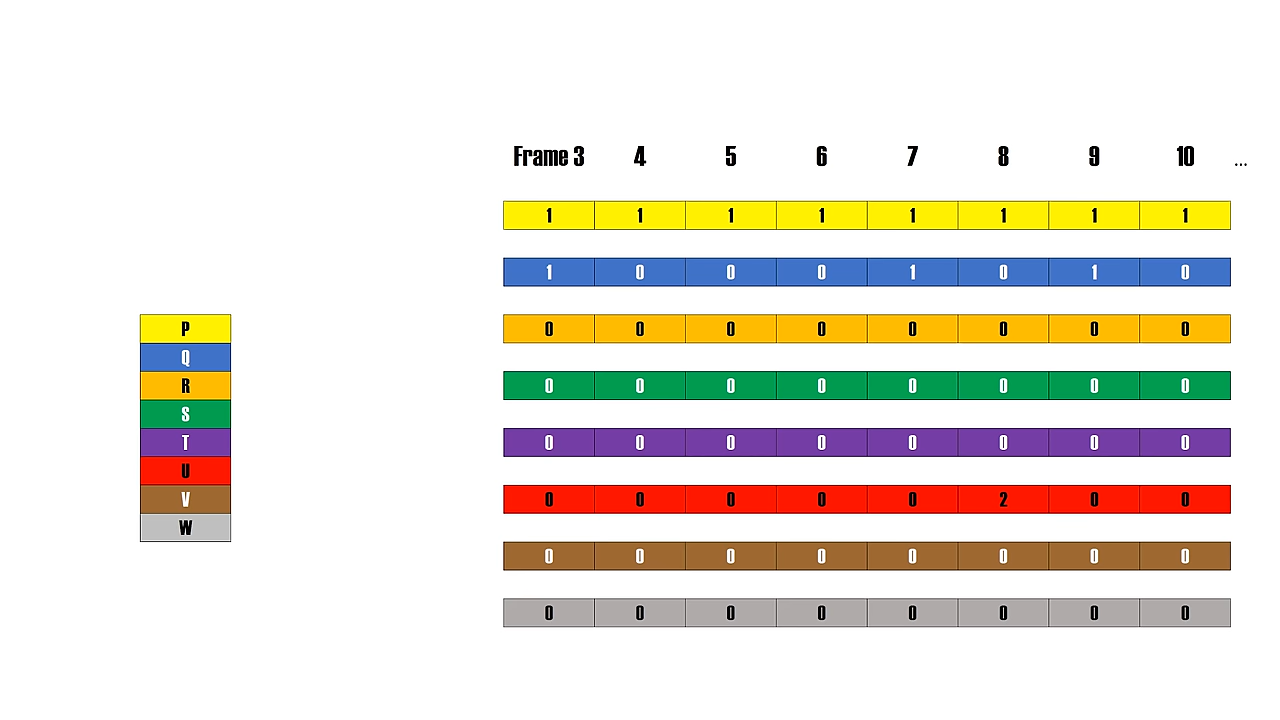 Frame 3 4 5 6 7 8 9 10 ...
1 1 1 1 1 1 1 1
1 0 0 0 1 0 1 0
P
0 0 0 0 0 0 0 0
Q
R
0 0 0 0 0 0 0 0
S
T
0 0 0 0 0 0 0 0
U
V
0 0 0 0 0 2 0 0
W
0 0 0 0 0 0 0 0
0 0 0 0 0 0 0 0